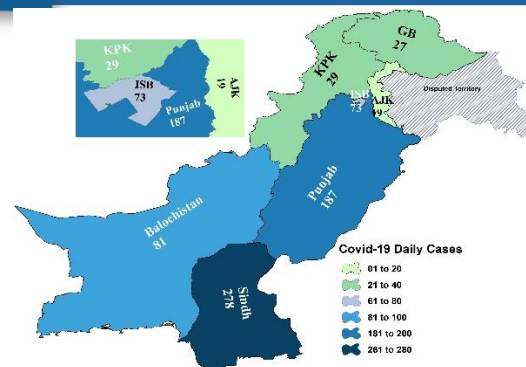 KPK
29
ISB
73
Punjab
187
AJK
19
GB
27
KPK
29
ISB
73
AJK
19
Disputed Territory
Punjab
187
Balochistan
81
Sindh
278
Covid-19 Daily Cases
01 to 20
21 to 40
61 to 80
81 to 100
181 to 200
261 to 280